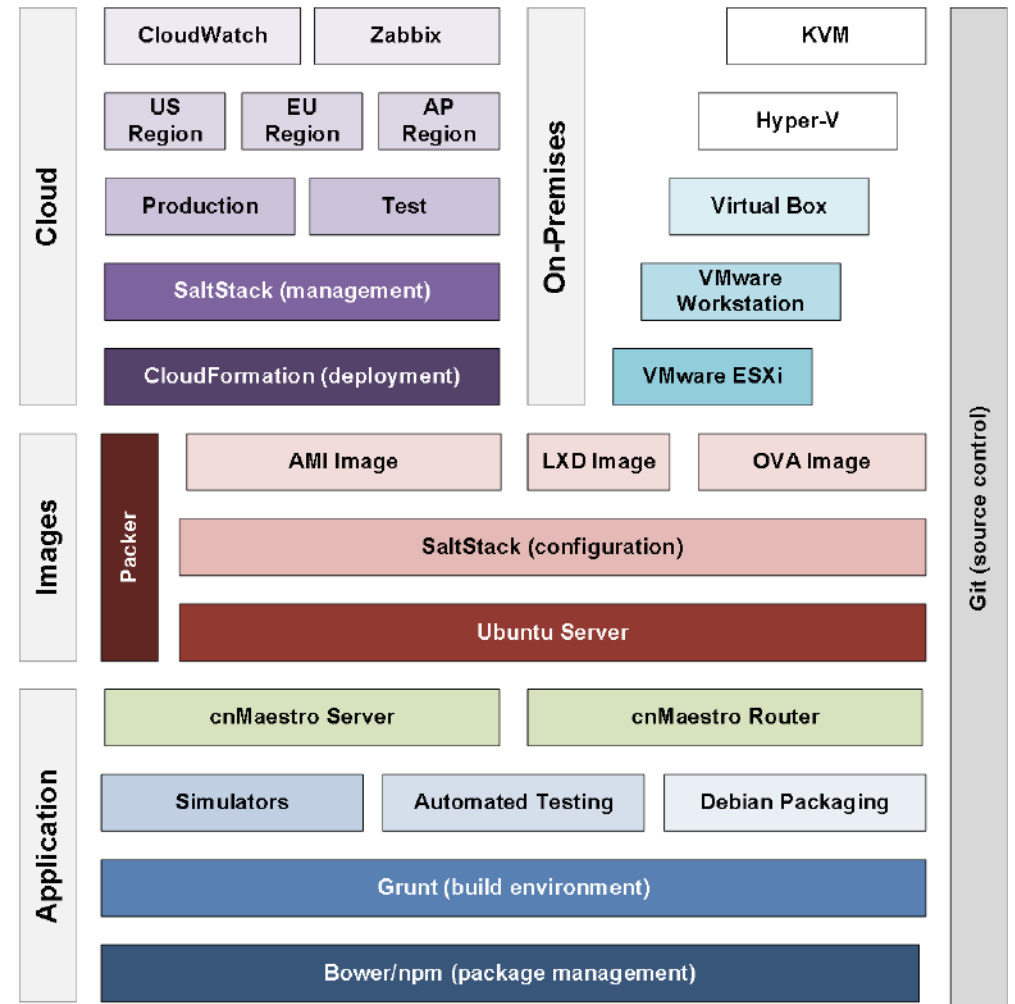 Cloud
CloudWatch
Zabbix
US
Region
EU
Region
AP
Region
Production
Test
SaltStack (management)
CloudFormation (deployment)
On-Premises
KVM
Hyper-V
Virtual Box
VMware
Workstation
VMware ESXi
Images
Packer
AMI Image
LXD Image
OVA Image
SaltStack (configuration)
Ubuntu Server
Application
cnMaestro Server
cnMaestro Router
Simulators
Automated Testing
Debian Packaging
Grunt (build environment)
Bower/npm (package management)
Git (source control)